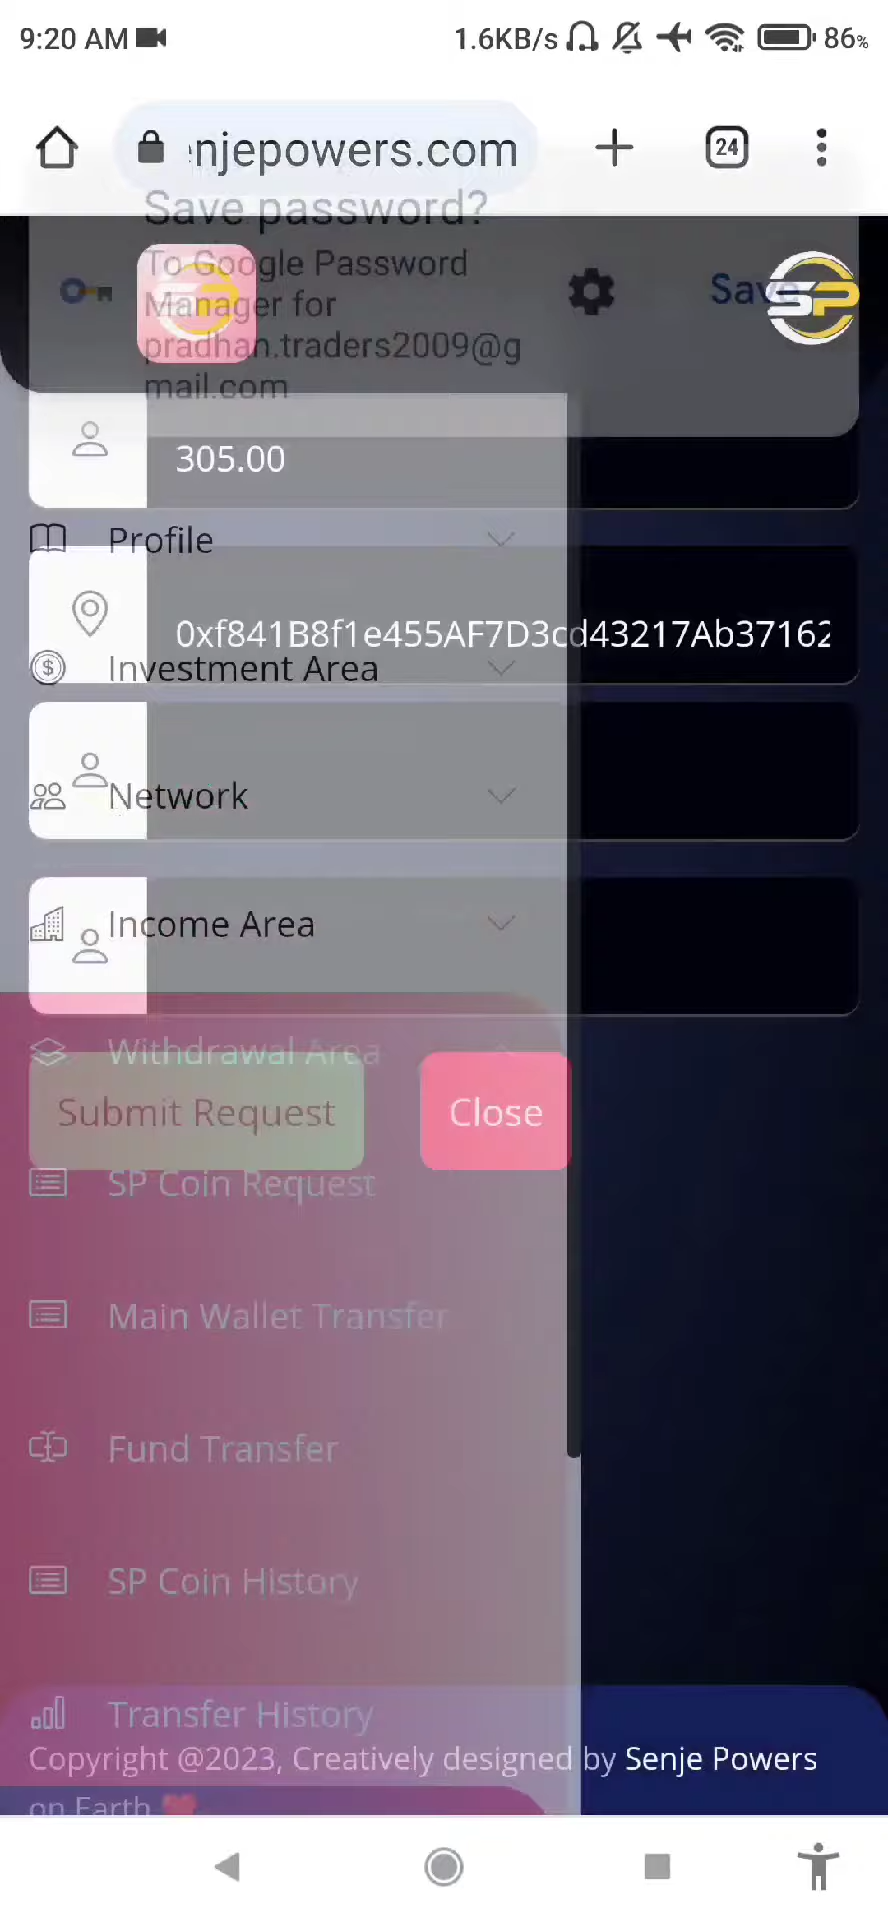 9:20 AM 1.6KB/s 86%
njepowers.com 24
Save password?
To Google Password
Manager for
pradhan.traders2009@g
mail.com
Save
SP
305.00
Profile
0xf841B8f1e455AF7D3cd43217Ab37162
Investment Area
Network
Income Area
Withdrawal Area
Submit Request Close
SP Coin Request
Main Wallet Transfer
Fund Transfer
SP Coin History
Transfer History
Copyright @2023, Creatively designed by Senje Powers
on Earth